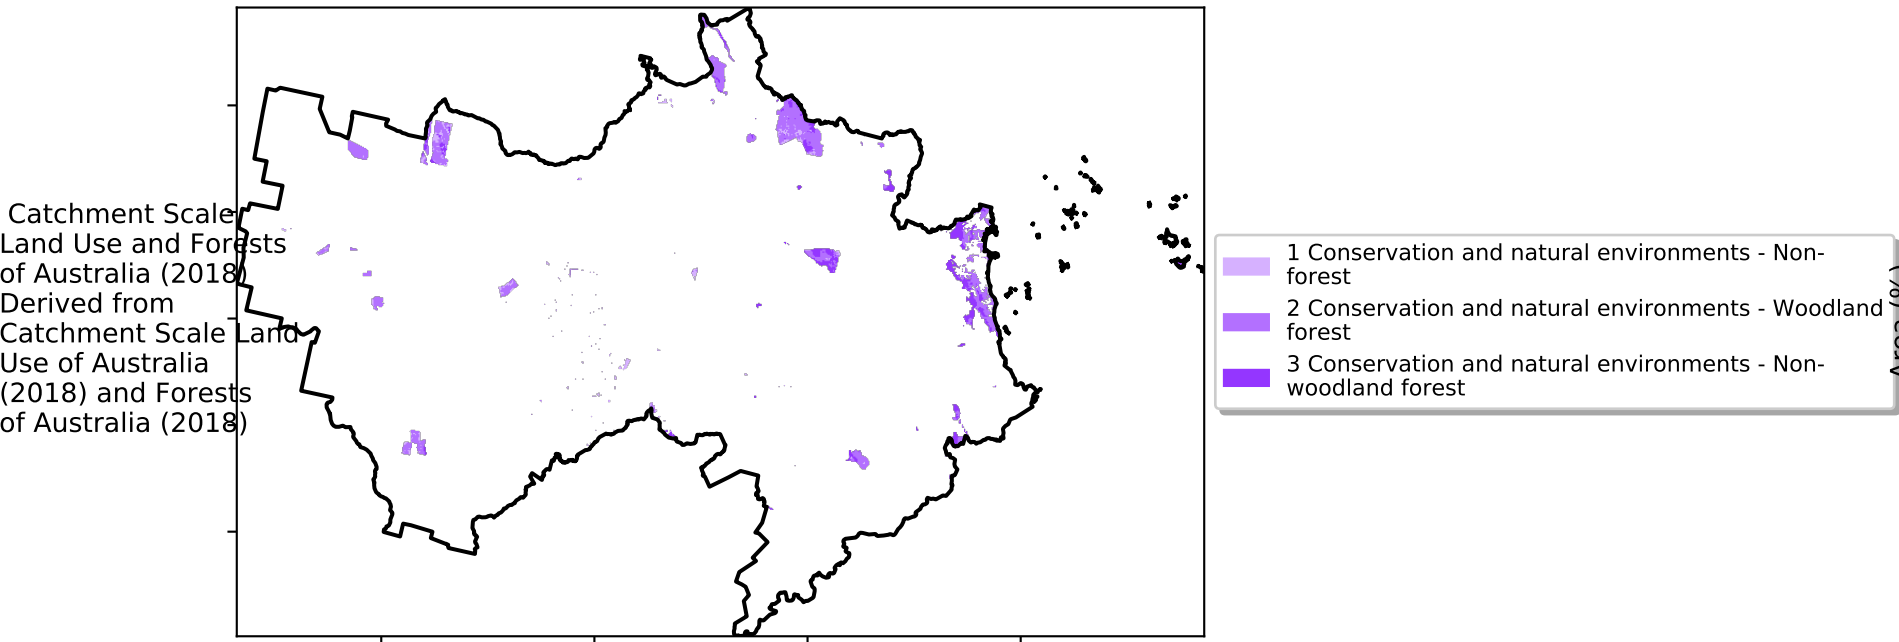 Catchment Scale
Land Use and Forests
of Australia (2018)
Derived from
Catchment Scale Land
Use of Australia
(2018) and Forests
of Australia (2018)
1 Conservation and natural environments - Non-
forest
2 Conservation and natural environments - Woodland
forest
3 Conservation and natural environments - Non-
woodland forest